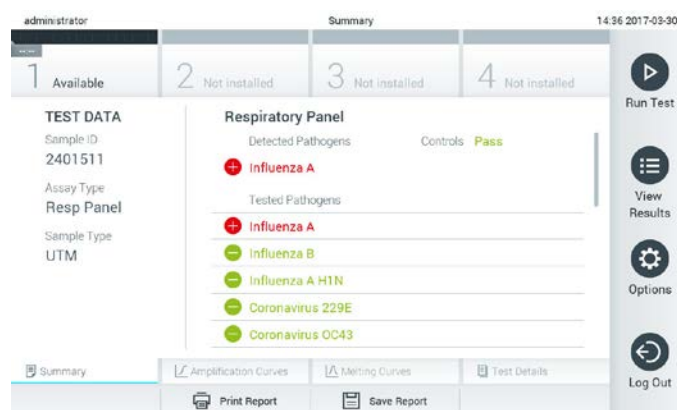 administrator Summary 14:36 2017-03-30
1 Available 2 Not installed 3 Not installed 4 Not installed
Run Test
TEST DATA
Sample ID
2401511
Assay Type
Resp Panel
Sample Type
UTM
Respiratory Panel
Detected Pathogens Controls Pass
Influenza A
Tested Pathogens
Influenza A
Influenza B
Influenza A H1N
Coronavirus 229E
Coronavirus OC43
View
Results
Options
Summary Amplification Curves Melting Curves Test Details
Log Out
Print Report Save Report